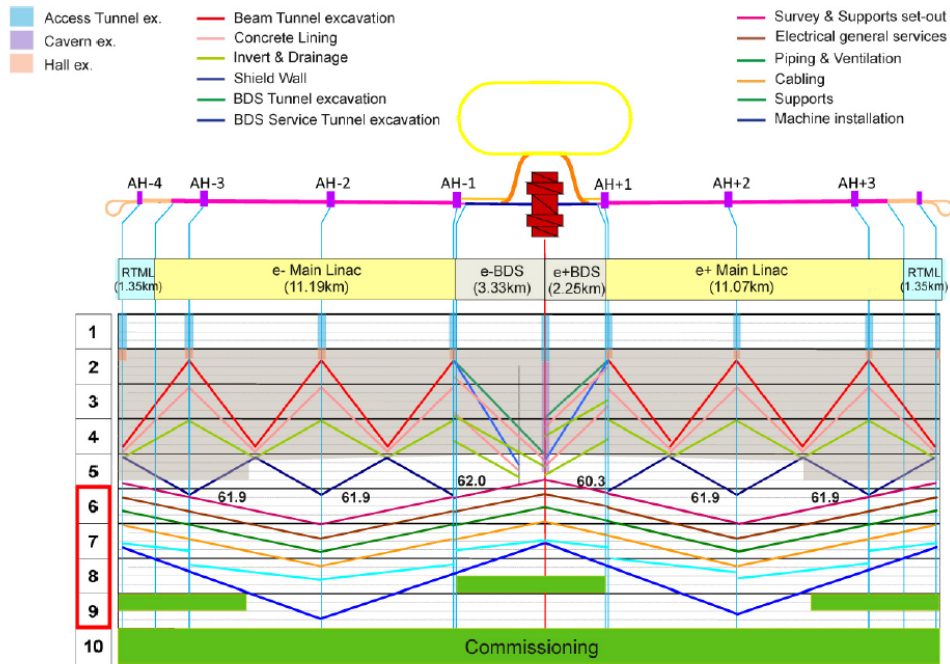 Access Tunnel ex.
Cavern ex.
Hall ex.
Beam Tunnel excavation
Concrete Lining
Invert & Drainage
Shield Wall
BDS Tunnel excavation
BDS Service Tunnel excavation
Survey & Supports set-out
Electrical general services
Piping & Ventilation
Cabling
Supports
Machine installation
AH-4
AH-3
AH-2
AH-1
AH+1
AH+2
AH+3
RTML
(1.35km)
e- Main Linac
(11.19km)
e-BDS
(3.33km)
e+BDS
(2.25km)
e+ Main Linac
(11.07km)
RTML
(1.35km)
1
2
3
4
5
62.0
60.3
61.9
61.9
61.9
61.9
6
7
8
9
10
Commissioning